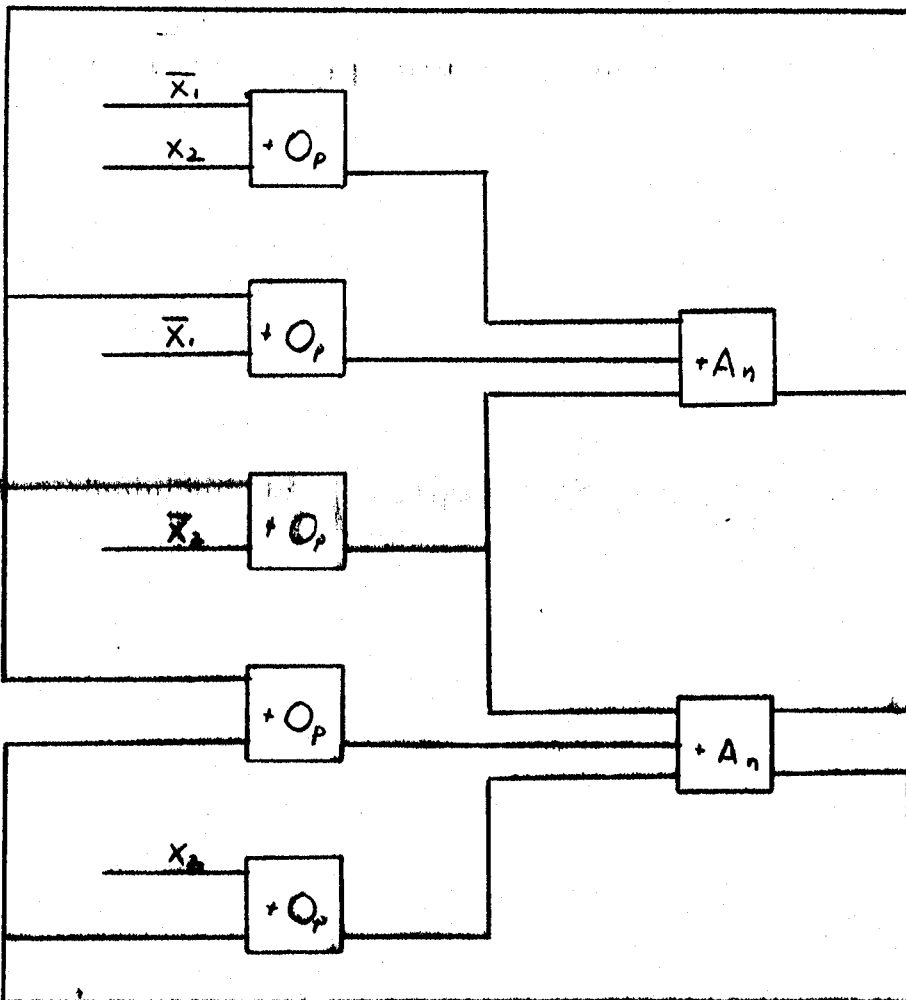 x̄₁
+ Oₚ
x₂
+ Oₚ
x̄₁
+ Aₙ
+ Oₚ
x̄₂
+ Oₚ
+ Aₙ
x₂
+ Oₚ